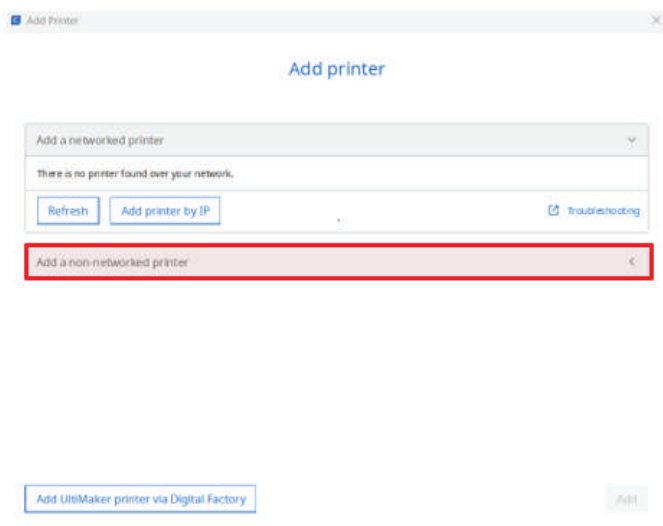 Add Printer
Add printer
Add a networked printer
There is no printer found over your network.
Refresh
Add printer by IP
Troubleshooting
Add a non-networked printer
Add UltiMaker printer via Digital Factory
Add